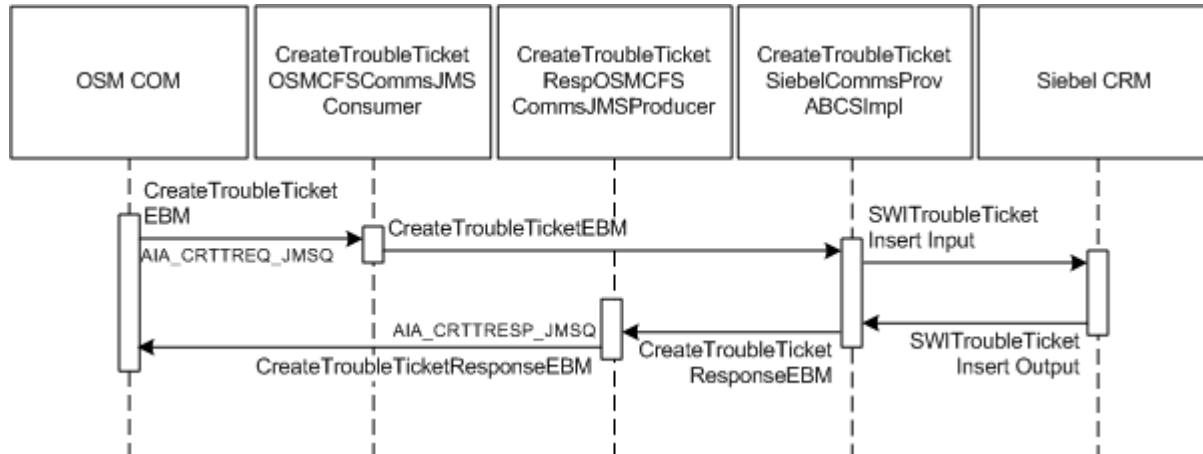 OSM COM
CreateTroubleTicket
OSMCFSCommsJMS
Consumer
CreateTroubleTicket
RespOSMCFS
CommsJMSProducer
CreateTroubleTicket
SiebelCommsProv
ABCSImpl
Siebel CRM
CreateTroubleTicket
EBM
AIA_CRTTREQ_JMSQ
CreateTroubleTicketEBM
SWITroubleTicket
Insert Input
AIA_CRTTRESP_JMSQ
CreateTroubleTicketResponseEBM
CreateTroubleTicket
ResponseEBM
SWITroubleTicket
Insert Output